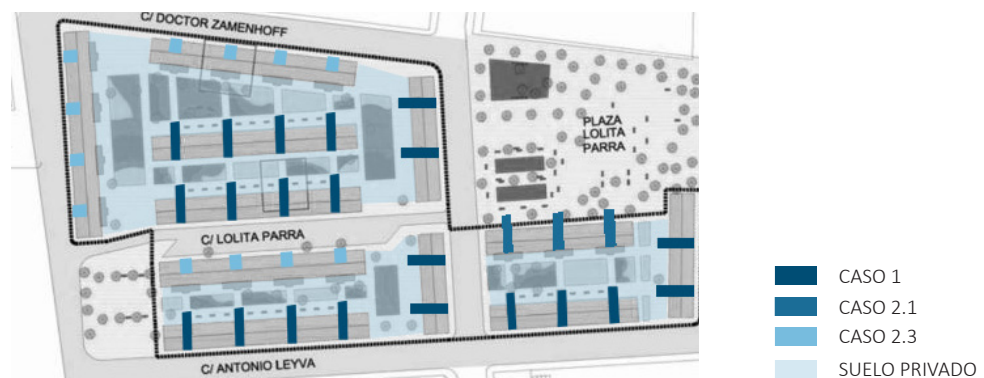 C/ DOCTOR ZAMENHOFF
PLAZA
LOLITA
PARRA
C/ LOLITA PARRA
C/ ANTONIO LEYVA
CASO 1
CASO 2.1
CASO 2.3
SUELO PRIVADO